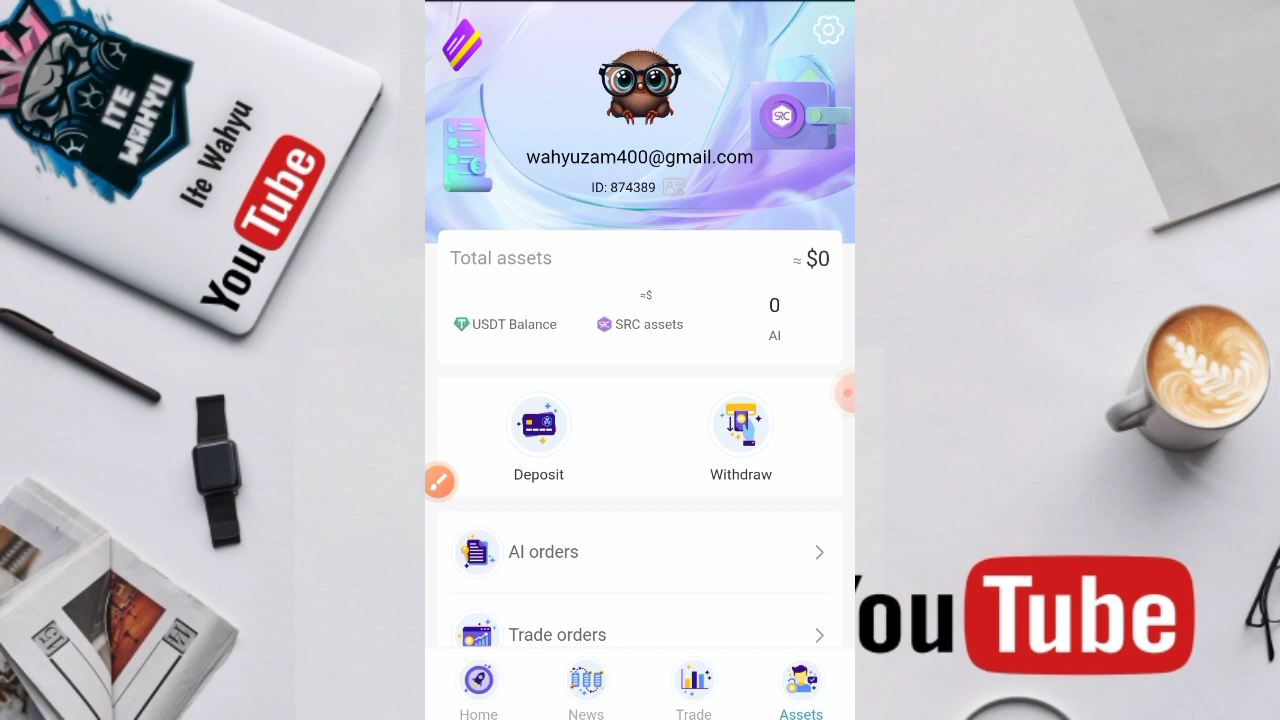 ITE
WAHYU
Ite Wahyu
YouTube
SRC
wahyuzam400@gmail.com
ID: 874389
Total assets
≈ $0
≈$
0
USDT Balance
SRC assets
AI
Deposit
Withdraw
AI orders
Trade orders
Home
News
Trade
Assets
ouTube